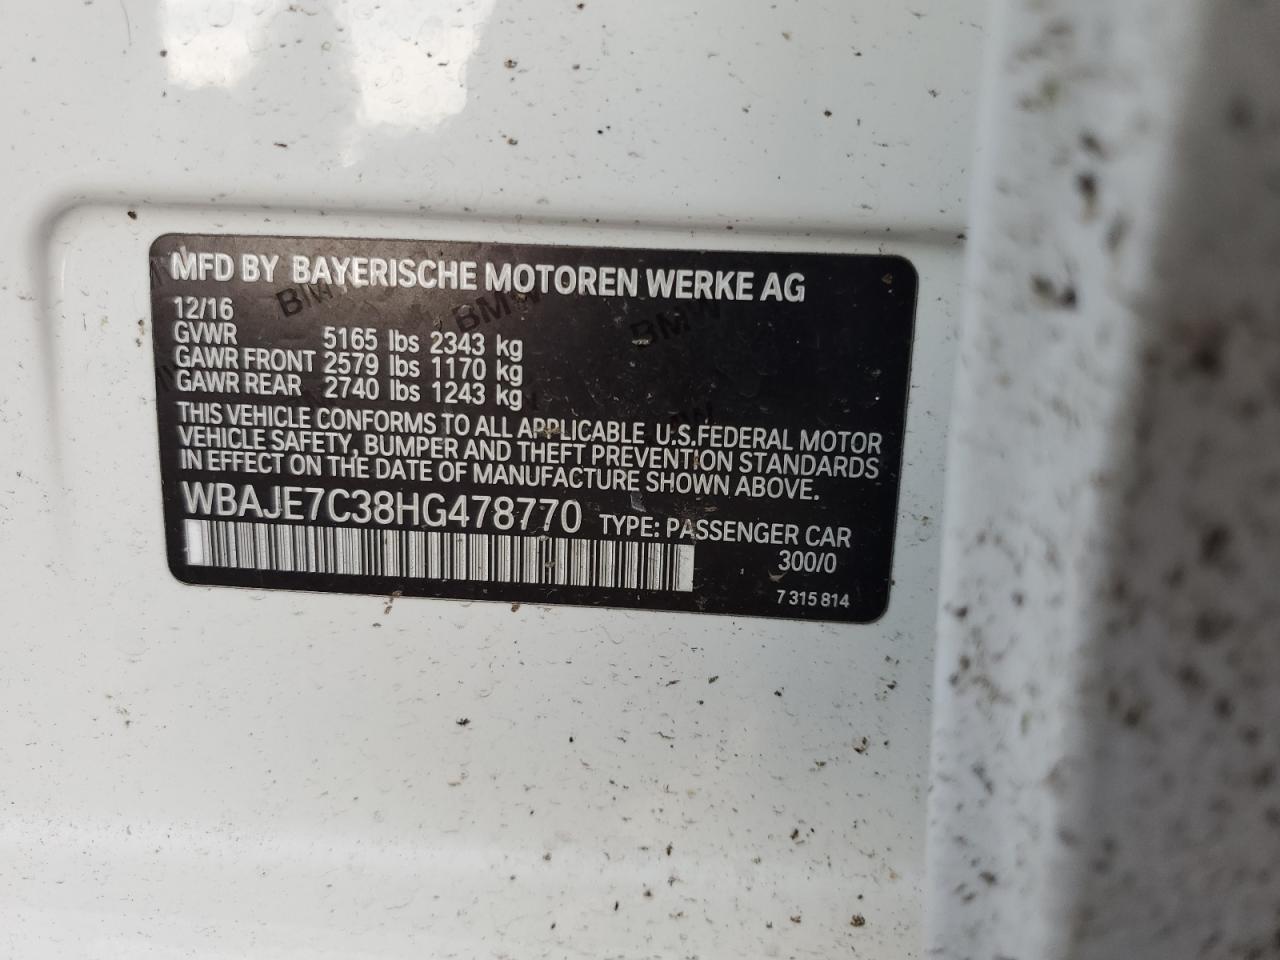 MFD BY BAYERISCHE MOTOREN WERKE AG
12/16
GVWR 5165 lbs 2343 kg
GAWR FRONT 2579 lbs 1170 kg
GAWR REAR 2740 lbs 1243 kg
THIS VEHICLE CONFORMS TO ALL APPLICABLE U.S.FEDERAL MOTOR
VEHICLE SAFETY, BUMPER AND THEFT PREVENTION STANDARDS
IN EFFECT ON THE DATE OF MANUFACTURE SHOWN ABOVE.
WBAJE7C38HG478770 TYPE: PASSENGER CAR
300/0
7 315 814
BMW
BMW
BMW